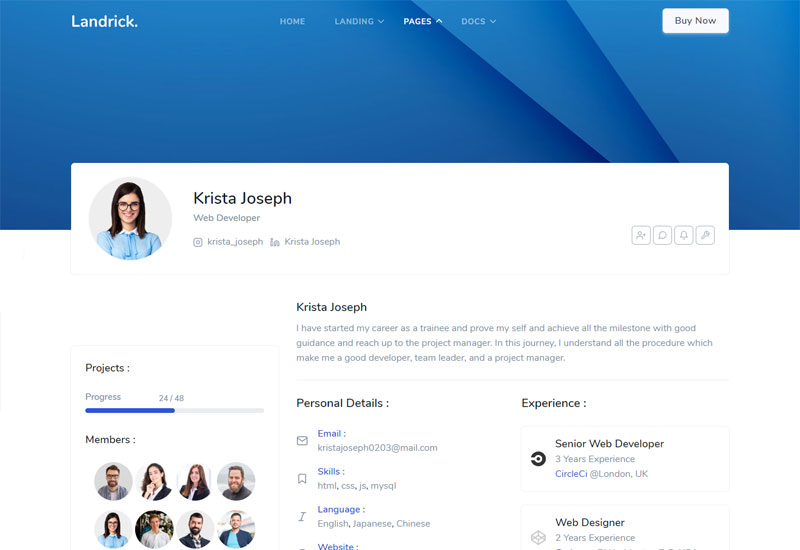 Landrick.
HOME
LANDING
PAGES
DOCS
Buy Now
Krista Joseph
Web Developer
krista_joseph Krista Joseph
Krista Joseph
I have started my career as a trainee and prove my self and achieve all the milestone with good
guidance and reach up to the project manager. In this journey, I understand all the procedure which
make me a good developer, team leader, and a project manager.
Projects :
Progress 24 / 48
Members :
Personal Details :
Email :
kristajoseph0203@mail.com
Skills :
html, css, js, mysql
Language :
English, Japanese, Chinese
Website :
Experience :
Senior Web Developer
3 Years Experience
CircleCi @London, UK
Web Designer
2 Years Experience